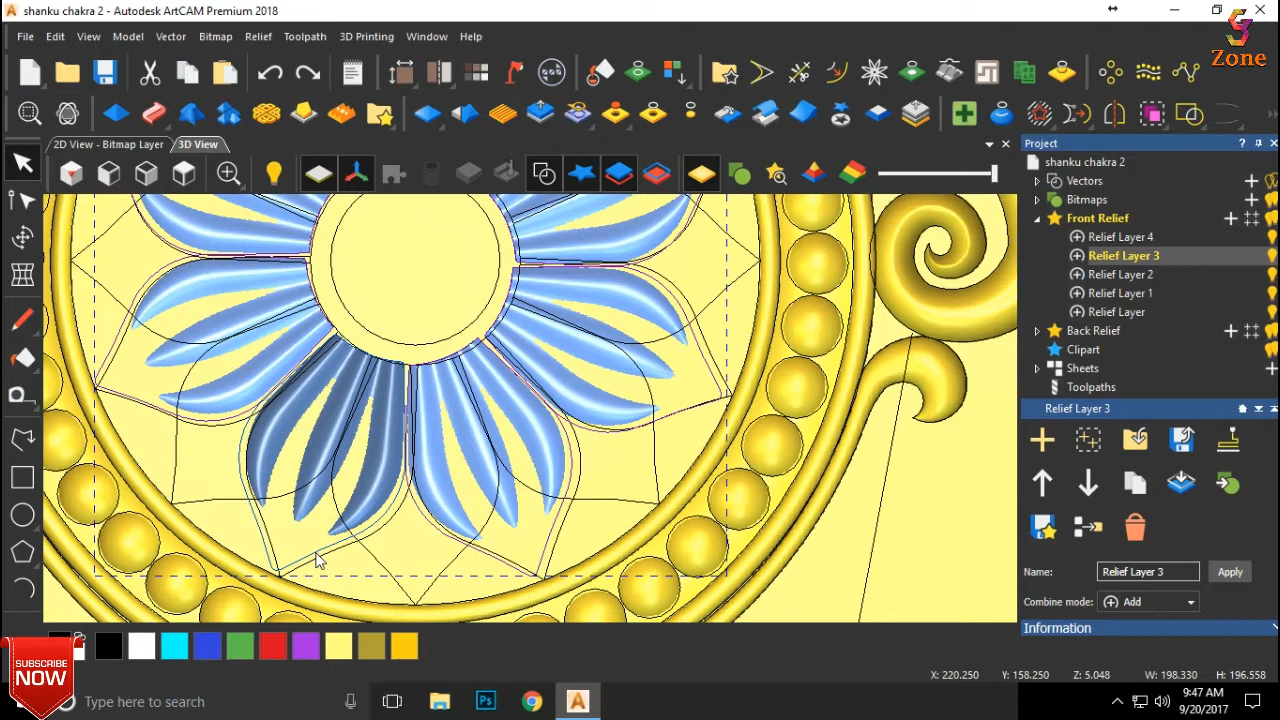 shanku chakra 2 - Autodesk ArtCAM Premium 2018
Zone
File Edit View Model Vector Bitmap Relief Toolpath 3D Printing Window Help
2D View - Bitmap Layer 3D View
Project
shanku chakra 2
Vectors
Bitmaps
Front Relief
Relief Layer 4
Relief Layer 3
Relief Layer 2
Relief Layer 1
Relief Layer
Back Relief
Clipart
Sheets
Toolpaths
Relief Layer 3
Name: Relief Layer 3 Apply
Combine mode: Add
Information
X: 220.250 Y: 158.250 Z: 5.048 W: 198.330 H: 196.558
SUBSCRIBE
NOW
Type here to search
9:47 AM
9/20/2017